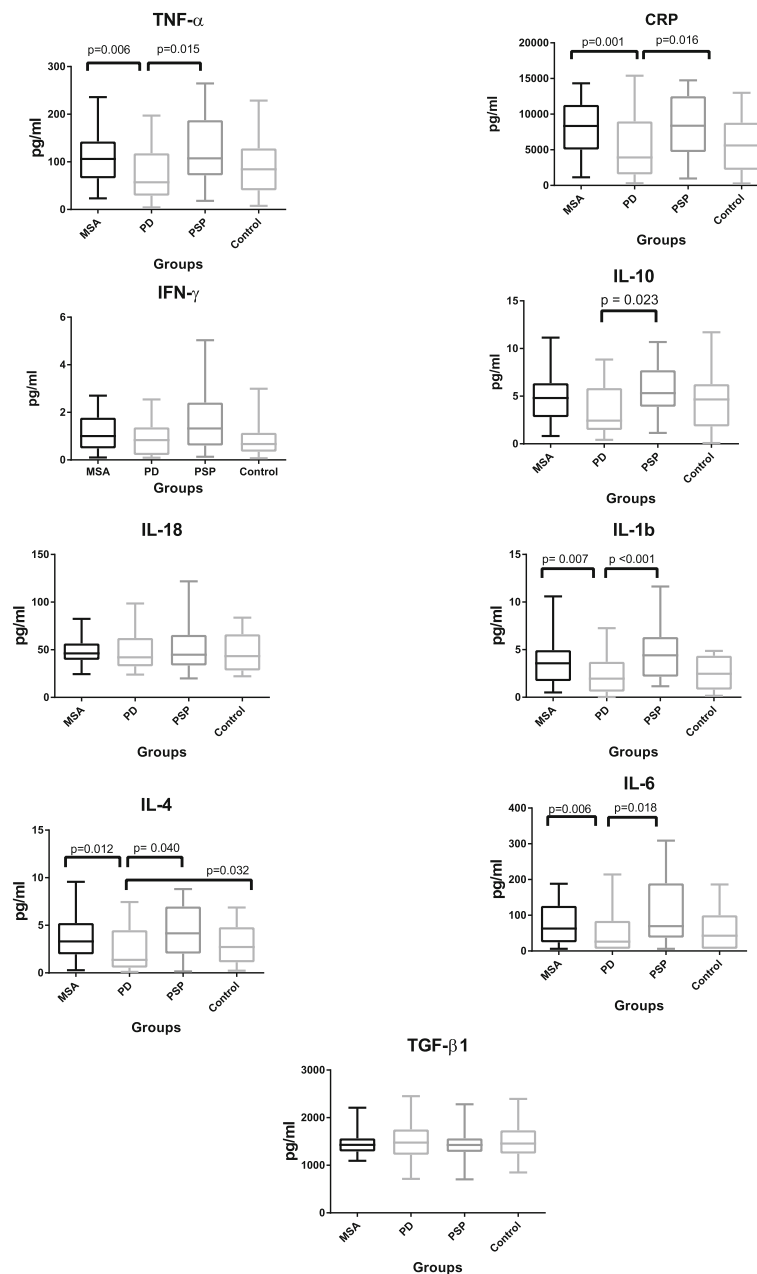 TNF-α
p=0.006
p=0.015
300
200
100
0
pg/ml
MSA
PD
PSP
Control
Groups
CRP
p=0.001
p=0.016
20000
15000
10000
5000
0
pg/ml
MSA
PD
PSP
Control
Groups
IFN-γ
6
4
2
0
pg/ml
MSA
PD
PSP
Control
Groups
IL-10
p = 0.023
15
10
5
0
pg/ml
MSA
PD
PSP
Control
Groups
IL-18
150
100
50
0
pg/ml
MSA
PD
PSP
Control
Groups
IL-1b
p= 0.007
p <0.001
15
10
5
0
pg/ml
MSA
PD
PSP
Control
Groups
IL-4
p=0.012
p= 0.040
p=0.032
15
10
5
0
pg/ml
MSA
PD
PSP
Control
Groups
IL-6
p=0.006
p=0.018
400
300
200
100
0
pg/ml
MSA
PD
PSP
Control
Groups
TGF-β1
3000
2000
1000
0
pg/ml
MSA
PD
PSP
Control
Groups